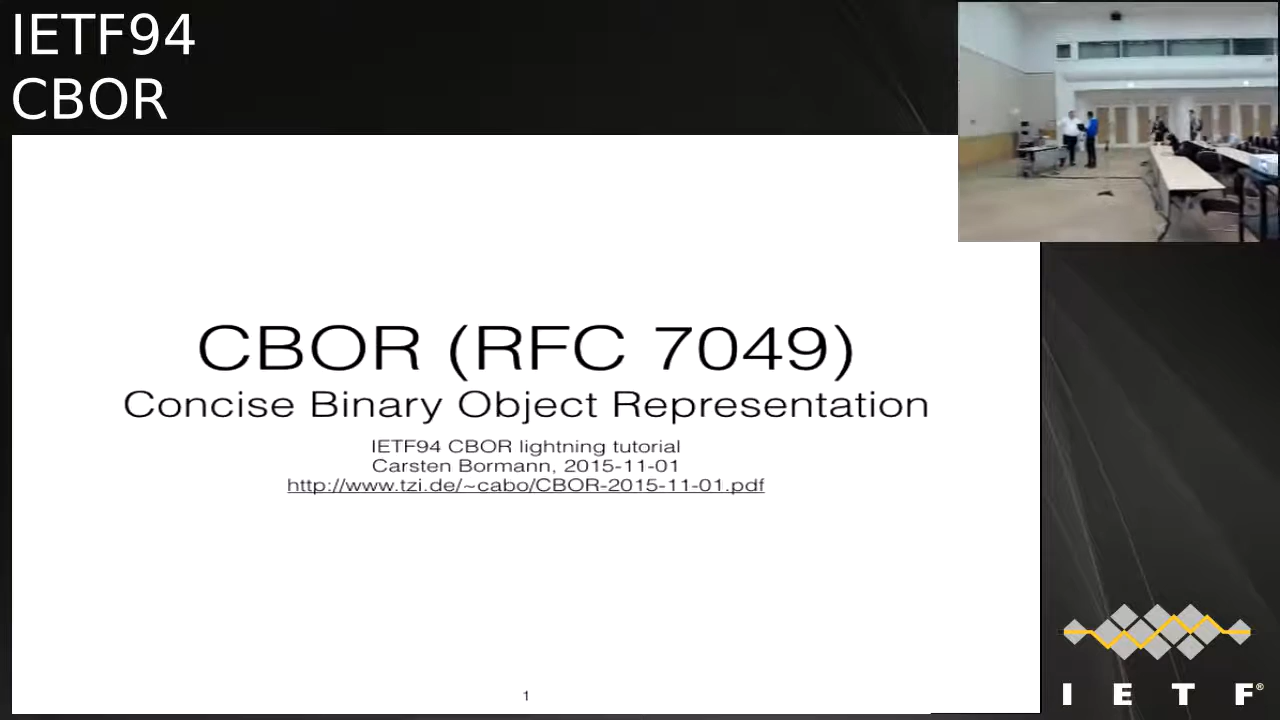 IETF94
CBOR
CBOR (RFC 7049)
Concise Binary Object Representation
IETF94 CBOR lightning tutorial
Carsten Bormann, 2015-11-01
http://www.tzi.de/~cabo/CBOR-2015-11-01.pdf
1
I E T F®